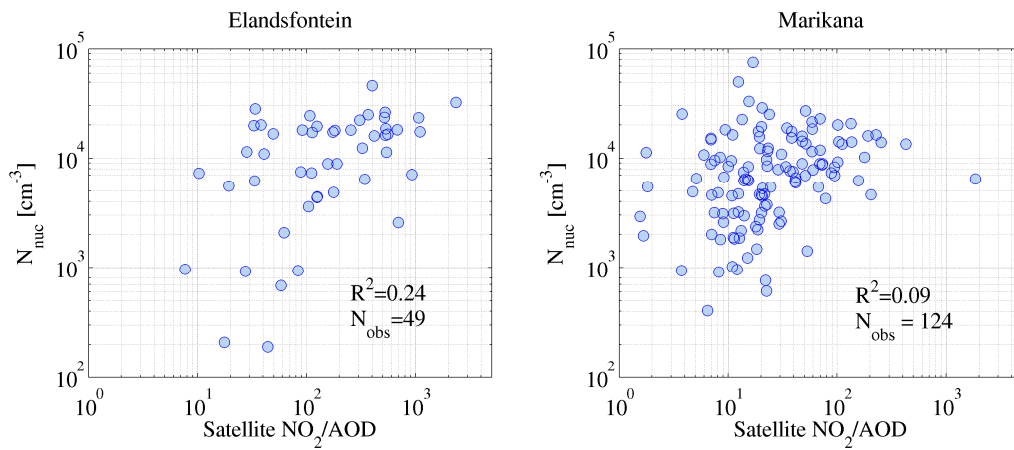 Elandsfontein
10^5
10^4
10^3
10^2
N_nuc [cm^-3]
R^2=0.24
N_obs=49
10^0 10^1 10^2 10^3
Satellite NO_2/AOD
Marikana
10^5
10^4
10^3
10^2
N_nuc [cm^-3]
R^2=0.09
N_obs = 124
10^0 10^1 10^2 10^3
Satellite NO_2/AOD